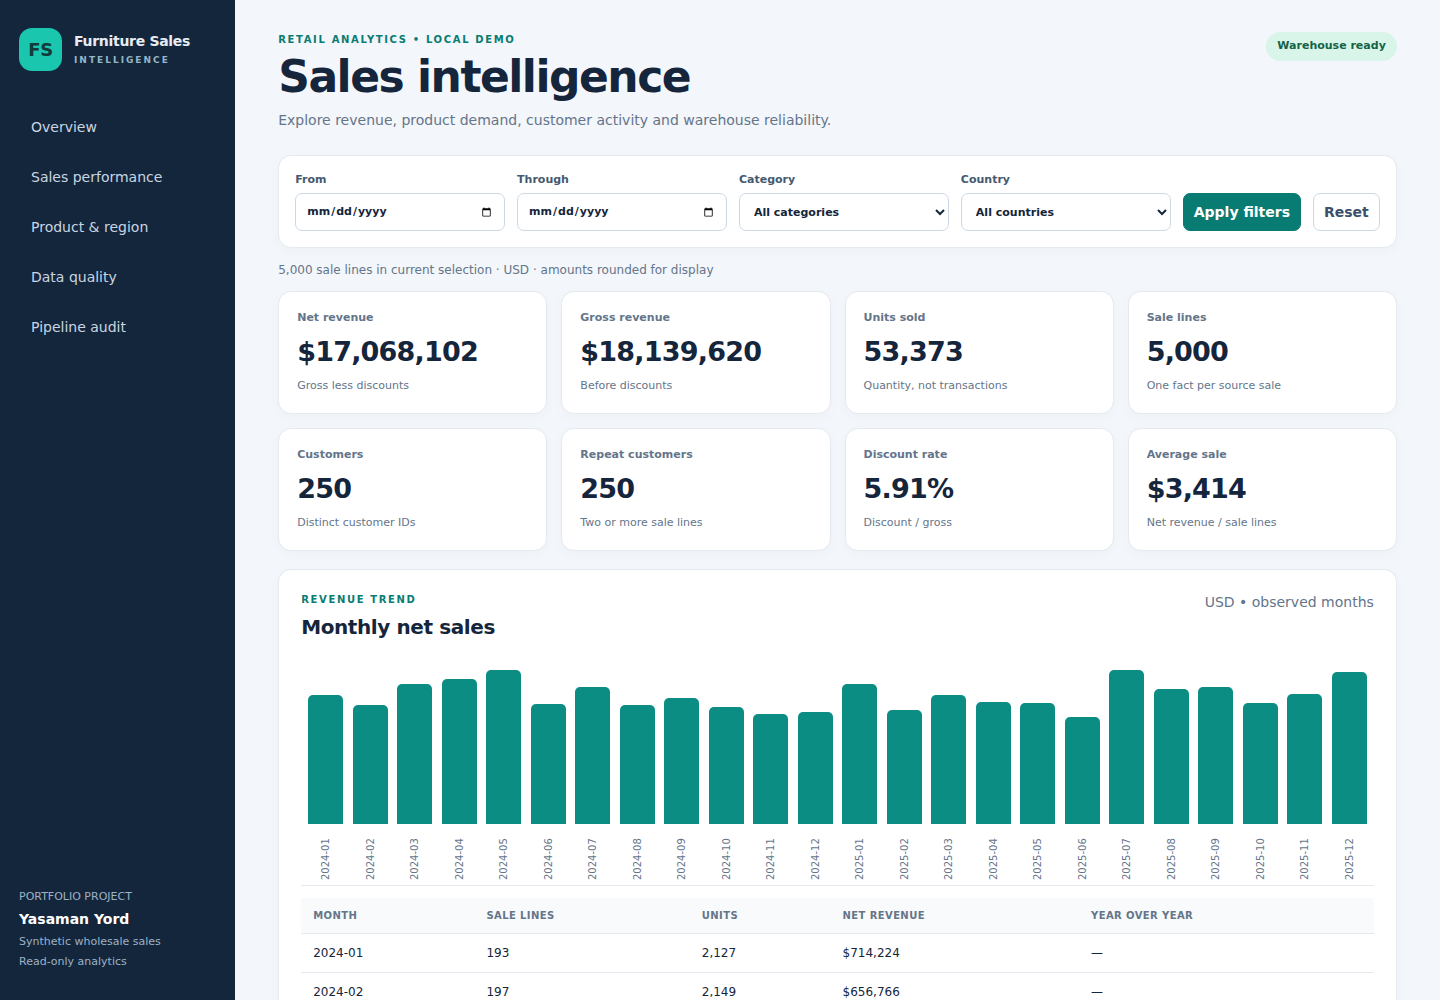 FS
Furniture Sales
INTELLIGENCE
Overview
Sales performance
Product & region
Data quality
Pipeline audit
PORTFOLIO PROJECT
Yasaman Yord
Synthetic wholesale sales
Read-only analytics
RETAIL ANALYTICS • LOCAL DEMO
Sales intelligence
Explore revenue, product demand, customer activity and warehouse reliability.
Warehouse ready
From Through Category Country
mm/dd/yyyy mm/dd/yyyy All categories All countries Apply filters Reset
5,000 sale lines in current selection · USD · amounts rounded for display
Net revenue Gross revenue Units sold Sale lines
$17,068,102 $18,139,620 53,373 5,000
Gross less discounts Before discounts Quantity, not transactions One fact per source sale
Customers Repeat customers Discount rate Average sale
250 250 5.91% $3,414
Distinct customer IDs Two or more sale lines Discount / gross Net revenue / sale lines
REVENUE TREND
Monthly net sales
USD • observed months
2024-01 2024-02 2024-03 2024-04 2024-05 2024-06 2024-07 2024-08 2024-09 2024-10 2024-11 2024-12 2025-01 2025-02 2025-03 2025-04 2025-05 2025-06 2025-07 2025-08 2025-09 2025-10 2025-11 2025-12
MONTH SALE LINES UNITS NET REVENUE YEAR OVER YEAR
2024-01 193 2,127 $714,224 —
2024-02 197 2,149 $656,766 —